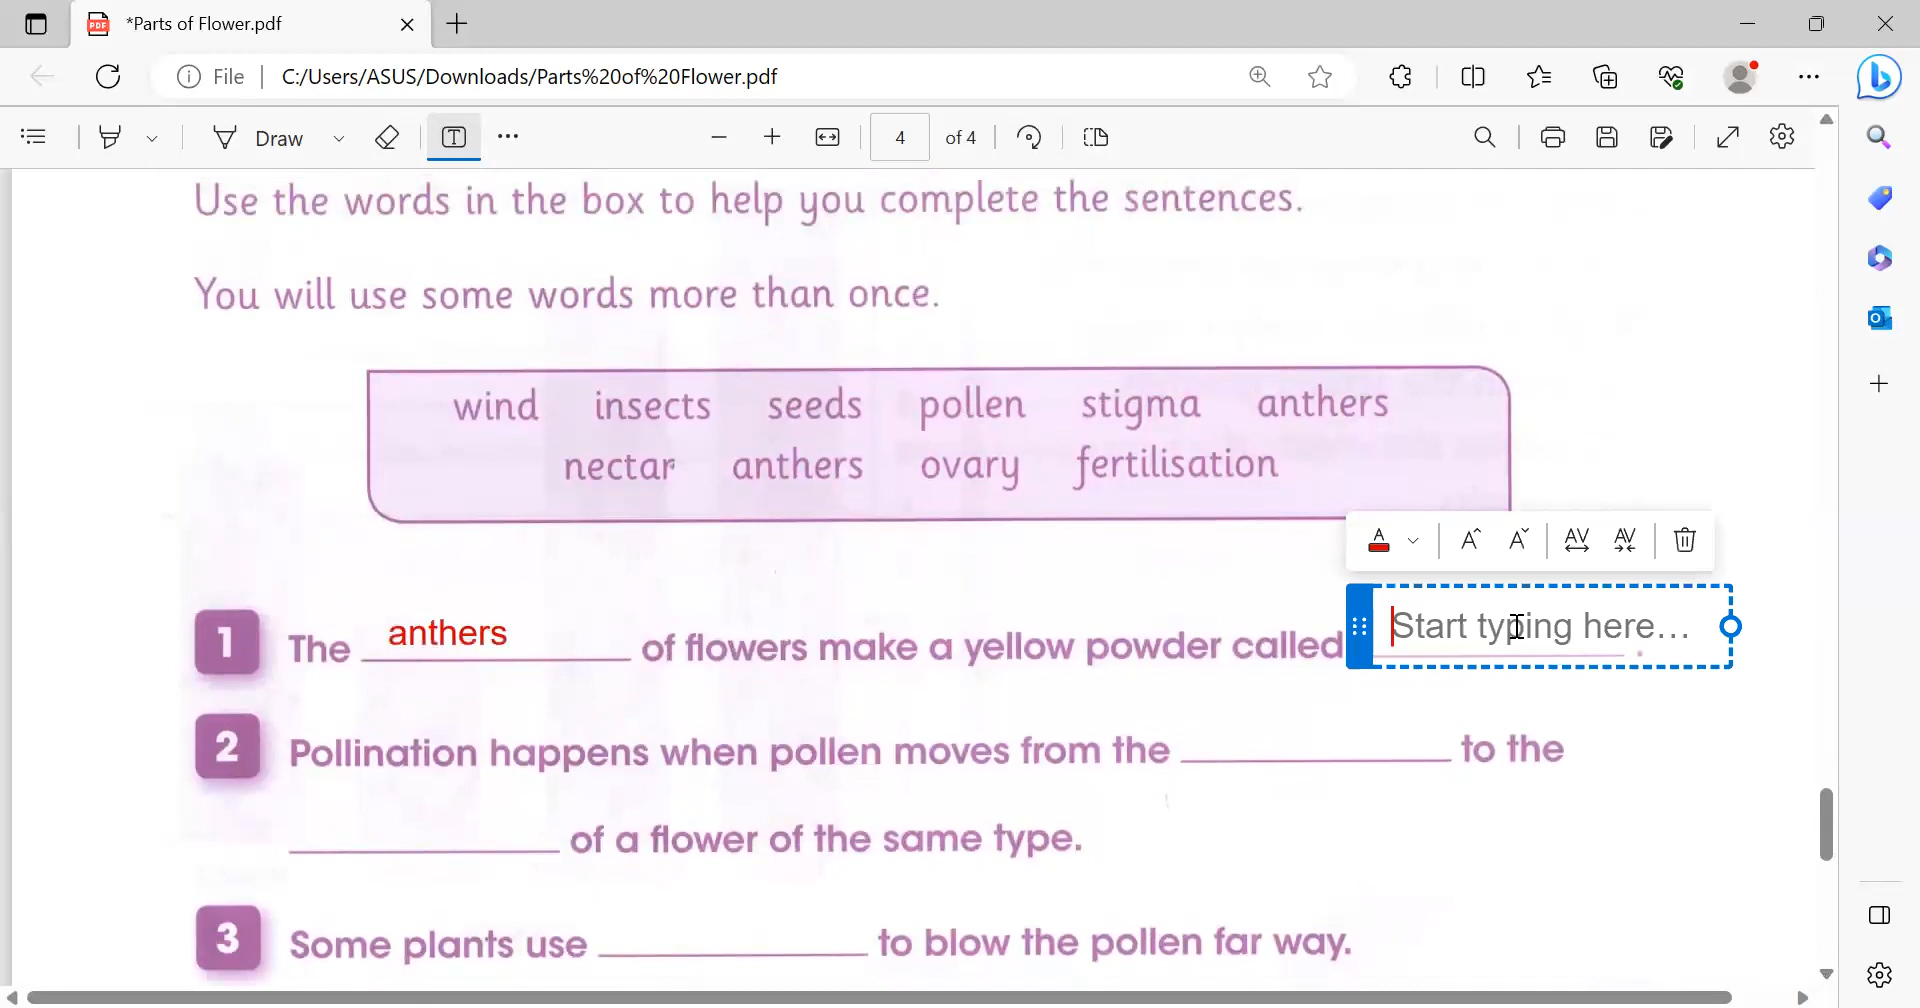 *Parts of Flower.pdf
File
C:/Users/ASUS/Downloads/Parts%20of%20Flower.pdf
Draw
4 of 4
Use the words in the box to help you complete the sentences.
You will use some words more than once.
wind insects seeds pollen stigma anthers
nectar anthers ovary fertilisation
1 The anthers of flowers make a yellow powder called Start typing here...
2 Pollination happens when pollen moves from the ____________ to the
____________ of a flower of the same type.
3 Some plants use ____________ to blow the pollen far way.